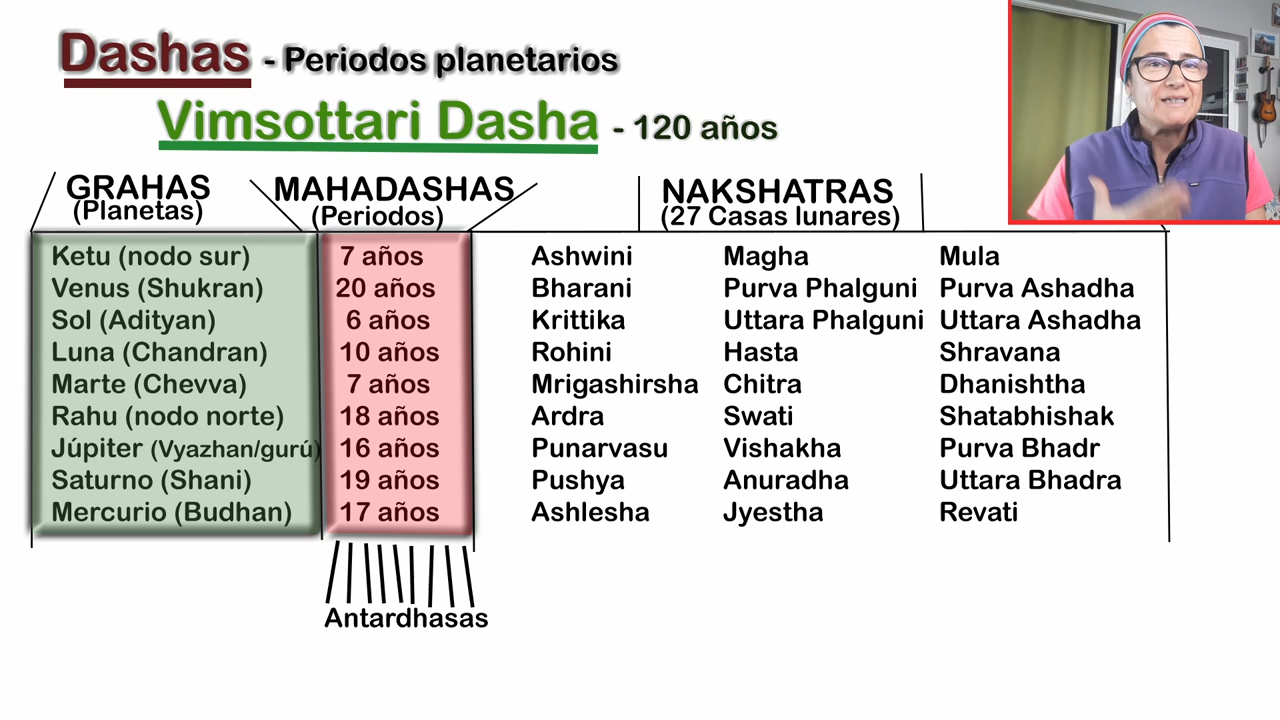 Dashas - Periodos planetarios
Vimsottari Dasha - 120 años
GRAHAS MAHADASHAS NAKSHATRAS
(Planetas) (Periodos) (27 Casas lunares)
Ketu (nodo sur) 7 años Ashwini Magha Mula
Venus (Shukran) 20 años Bharani Purva Phalguni Purva Ashadha
Sol (Adityan) 6 años Krittika Uttara Phalguni Uttara Ashadha
Luna (Chandran) 10 años Rohini Hasta Shravana
Marte (Chevva) 7 años Mrigashirsha Chitra Dhanishtha
Rahu (nodo norte) 18 años Ardra Swati Shatabhishak
Júpiter (Vyazhan/gurú) 16 años Punarvasu Vishakha Purva Bhadr
Saturno (Shani) 19 años Pushya Anuradha Uttara Bhadra
Mercurio (Budhan) 17 años Ashlesha Jyestha Revati
Antardhasas